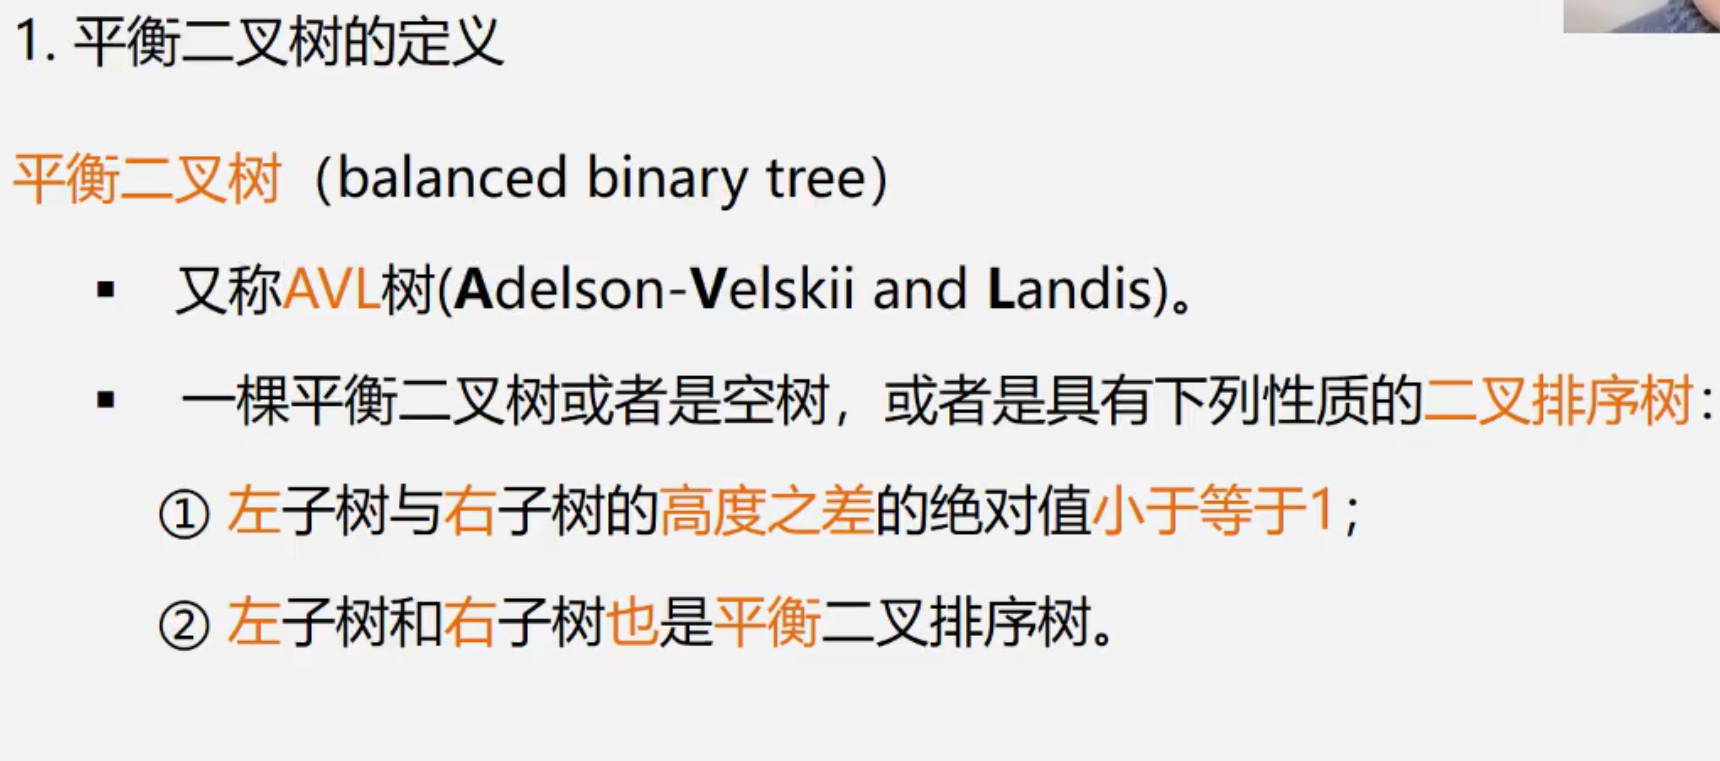 1. 平衡二叉树的定义
平衡二叉树（balanced binary tree）
▪ 又称AVL树(Adelson-Velskii and Landis)。
▪ 一棵平衡二叉树或者是空树，或者是具有下列性质的二叉排序树：
① 左子树与右子树的高度之差的绝对值小于等于1；
② 左子树和右子树也是平衡二叉排序树。